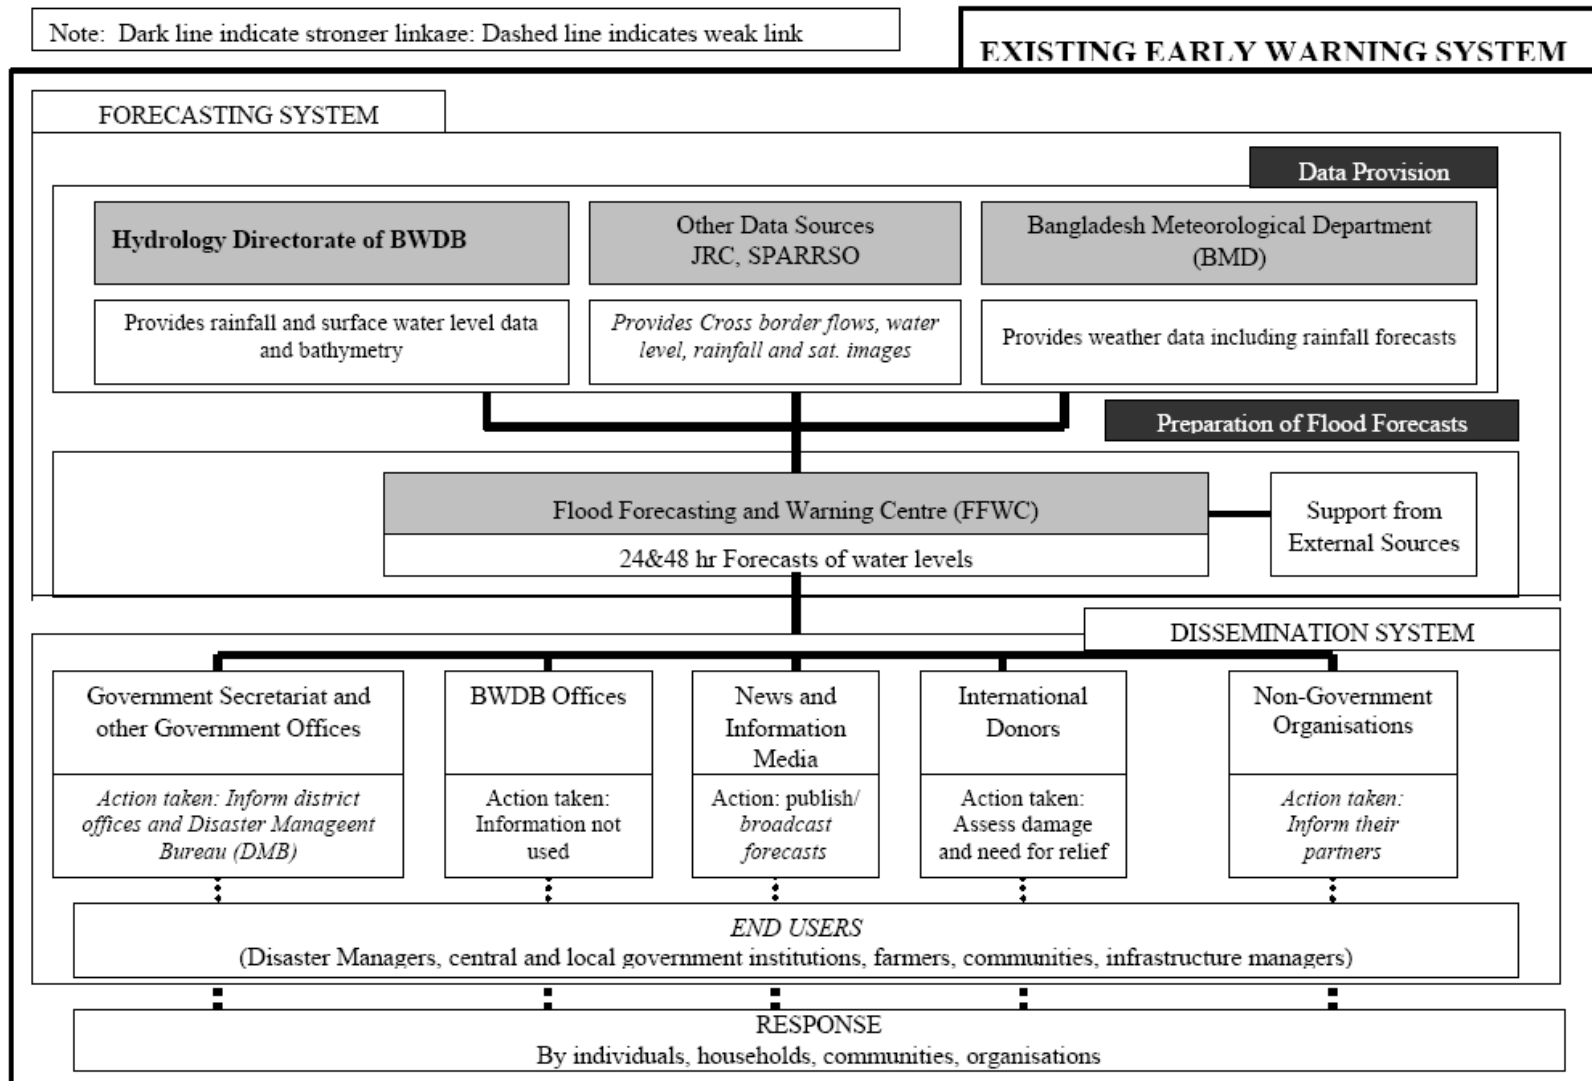 Note: Dark line indicate stronger linkage: Dashed line indicates weak link
EXISTING EARLY WARNING SYSTEM
FORECASTING SYSTEM
Data Provision
Hydrology Directorate of BWDB
Other Data Sources
JRC, SPARRSO
Bangladesh Meteorological Department
(BMD)
Provides rainfall and surface water level data
and bathymetry
Provides Cross border flows, water
level, rainfall and sat. images
Provides weather data including rainfall forecasts
Preparation of Flood Forecasts
Flood Forecasting and Warning Centre (FFWC)
24&48 hr Forecasts of water levels
Support from
External Sources
DISSEMINATION SYSTEM
Government Secretariat and
other Government Offices
Action taken: Inform district
offices and Disaster Manageent
Bureau (DMB)
BWDB Offices
Action taken:
Information not
used
News and
Information
Media
Action: publish/
broadcast
forecasts
International
Donors
Action taken:
Assess damage
and need for relief
Non-Government
Organisations
Action taken:
Inform their
partners
END USERS
(Disaster Managers, central and local government institutions, farmers, communities, infrastructure managers)
RESPONSE
By individuals, households, communities, organisations